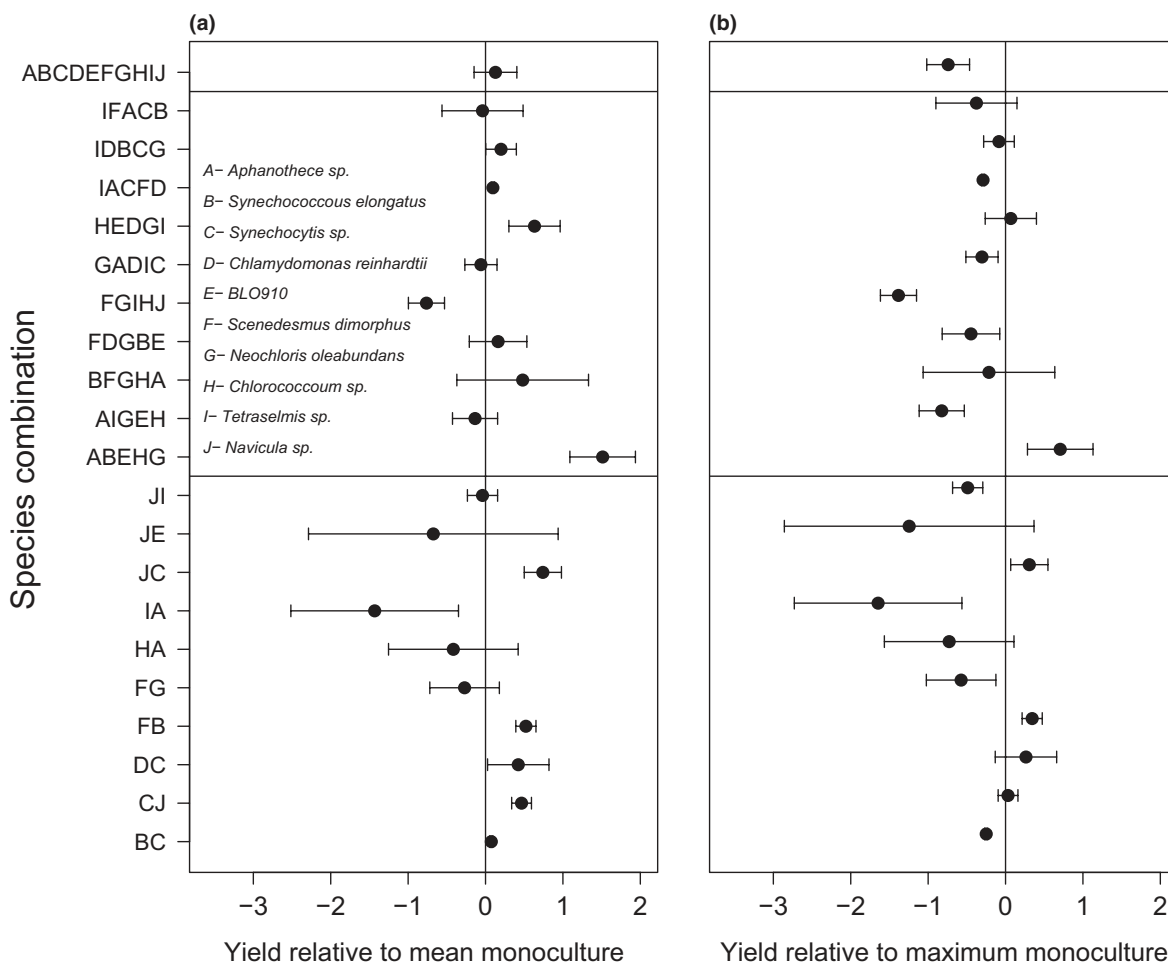 (a)
(b)
Species combination
ABCDEFGHIJ
IFACB
IDBCG
IACFD
HEDGI
GADIC
FGIHJ
FDGBE
BFGHA
AIGEH
ABEHG
JI
JE
JC
IA
HA
FG
FB
DC
CJ
BC
A− Aphanothece sp.
B− Synechococcous elongatus
C− Synechocytis sp.
D− Chlamydomonas reinhardtii
E− BLO910
F− Scenedesmus dimorphus
G− Neochloris oleabundans
H− Chlorococcoum sp.
I− Tetraselmis sp.
J− Navicula sp.
−3 −2 −1 0 1 2
−3 −2 −1 0 1 2
Yield relative to mean monoculture
Yield relative to maximum monoculture